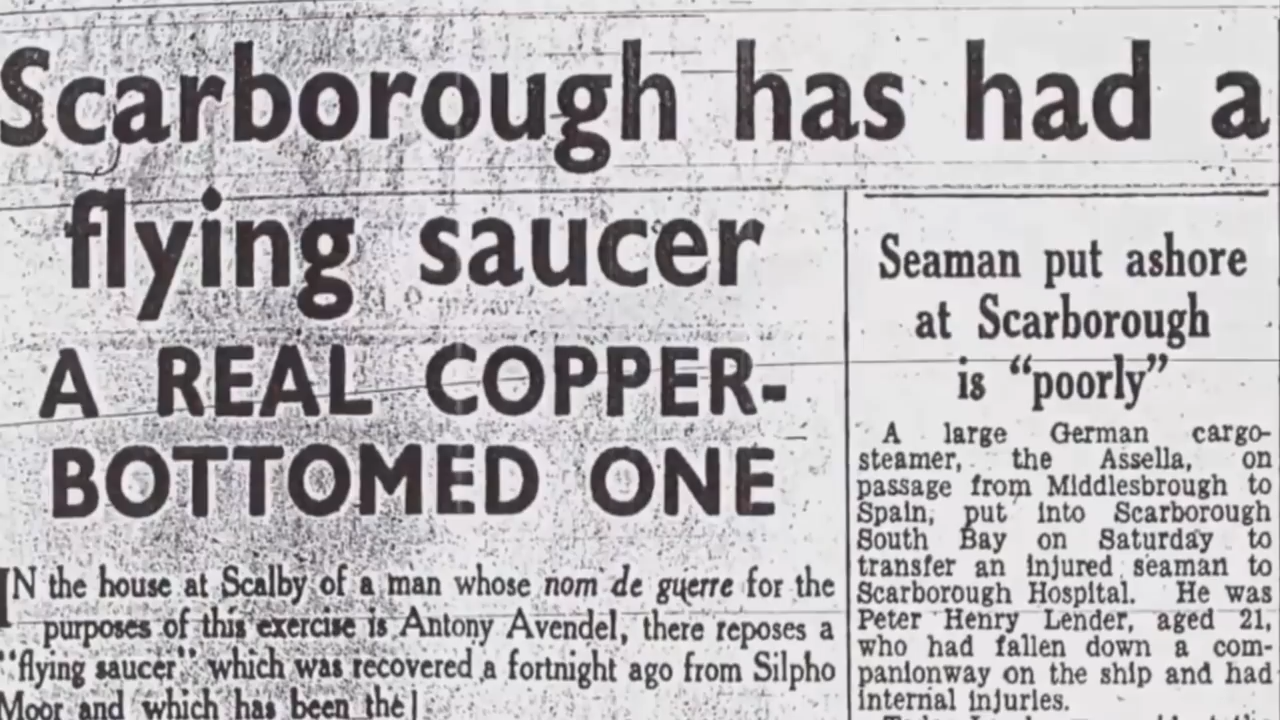 Scarborough has had a
flying saucer
A REAL COPPER-
BOTTOMED ONE
IN the house at Scalby of a man whose nom de guerre for the
purposes of this exercise is Antony Avendel, there reposes a
"flying saucer" which was recovered a fortnight ago from Silpho
Moor and which has been the
Seaman put ashore
at Scarborough
is "poorly"
A large German cargo-
steamer, the Assella, on
passage from Middlesbrough to
Spain, put into Scarborough
South Bay on Saturday to
transfer an injured seaman to
Scarborough Hospital. He was
Peter Henry Lender, aged 21,
who had fallen down a com-
panionway on the ship and had
internal injuries.